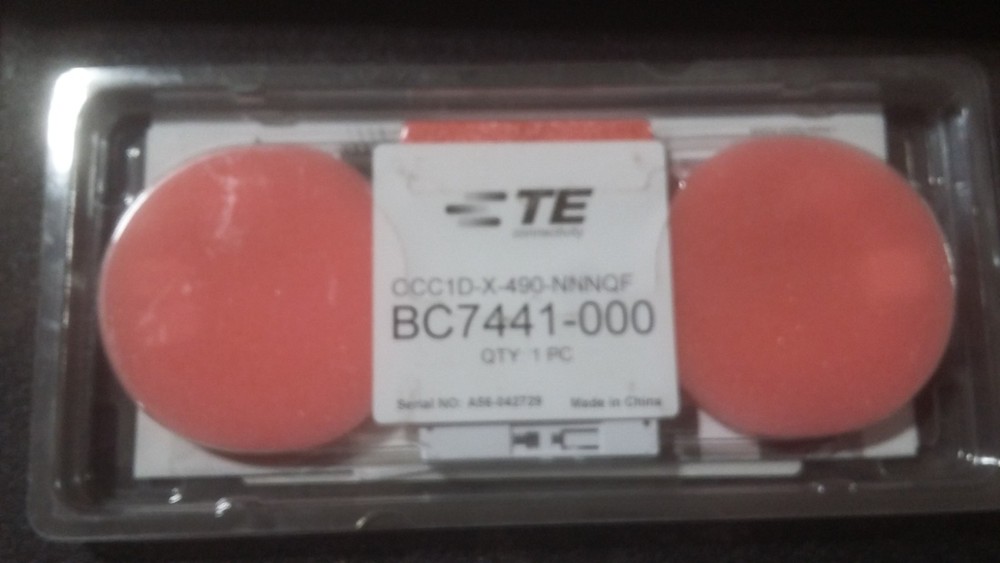 TE
connectivity
OCC1D-X-490-NNNQF
BC7441-000
QTY: 1 PC
Serial NO: A56-042729 Made in China